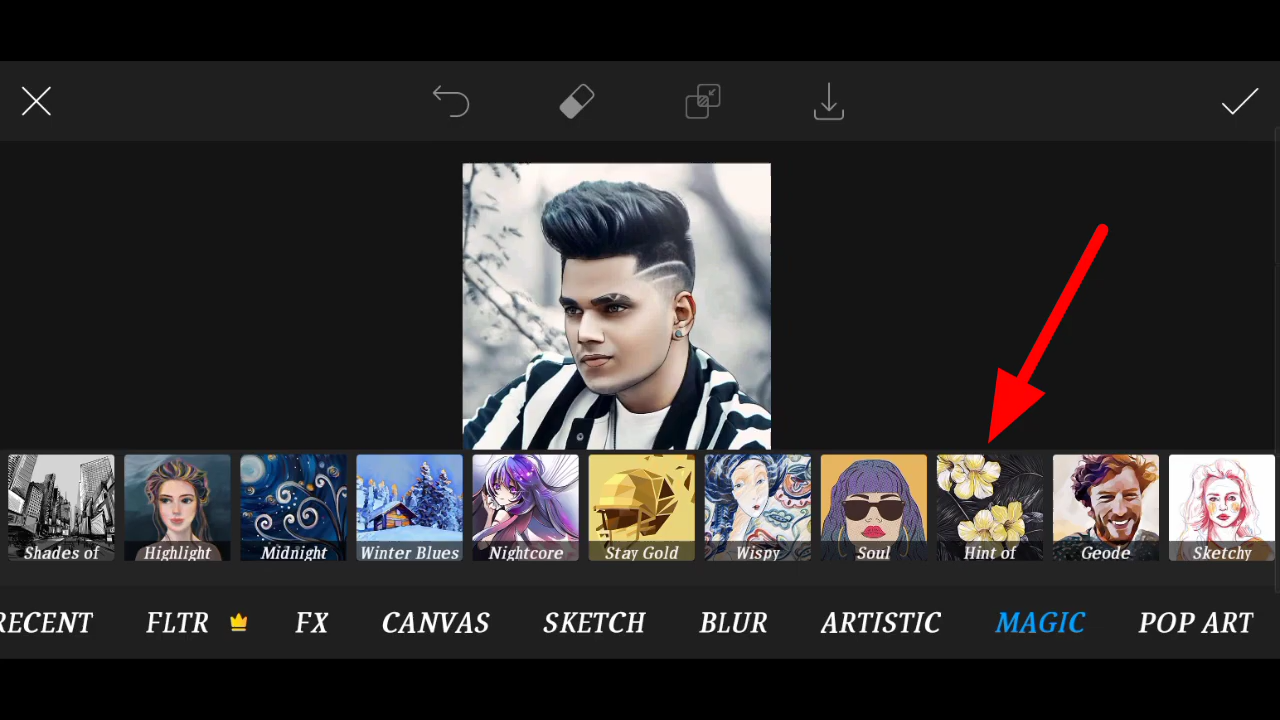 Shades of
Highlight
Midnight
Winter Blues
Nightcore
Stay Gold
Wispy
Soul
Hint of
Geode
Sketchy
RECENT FLTR FX CANVAS SKETCH BLUR ARTISTIC MAGIC POP ART